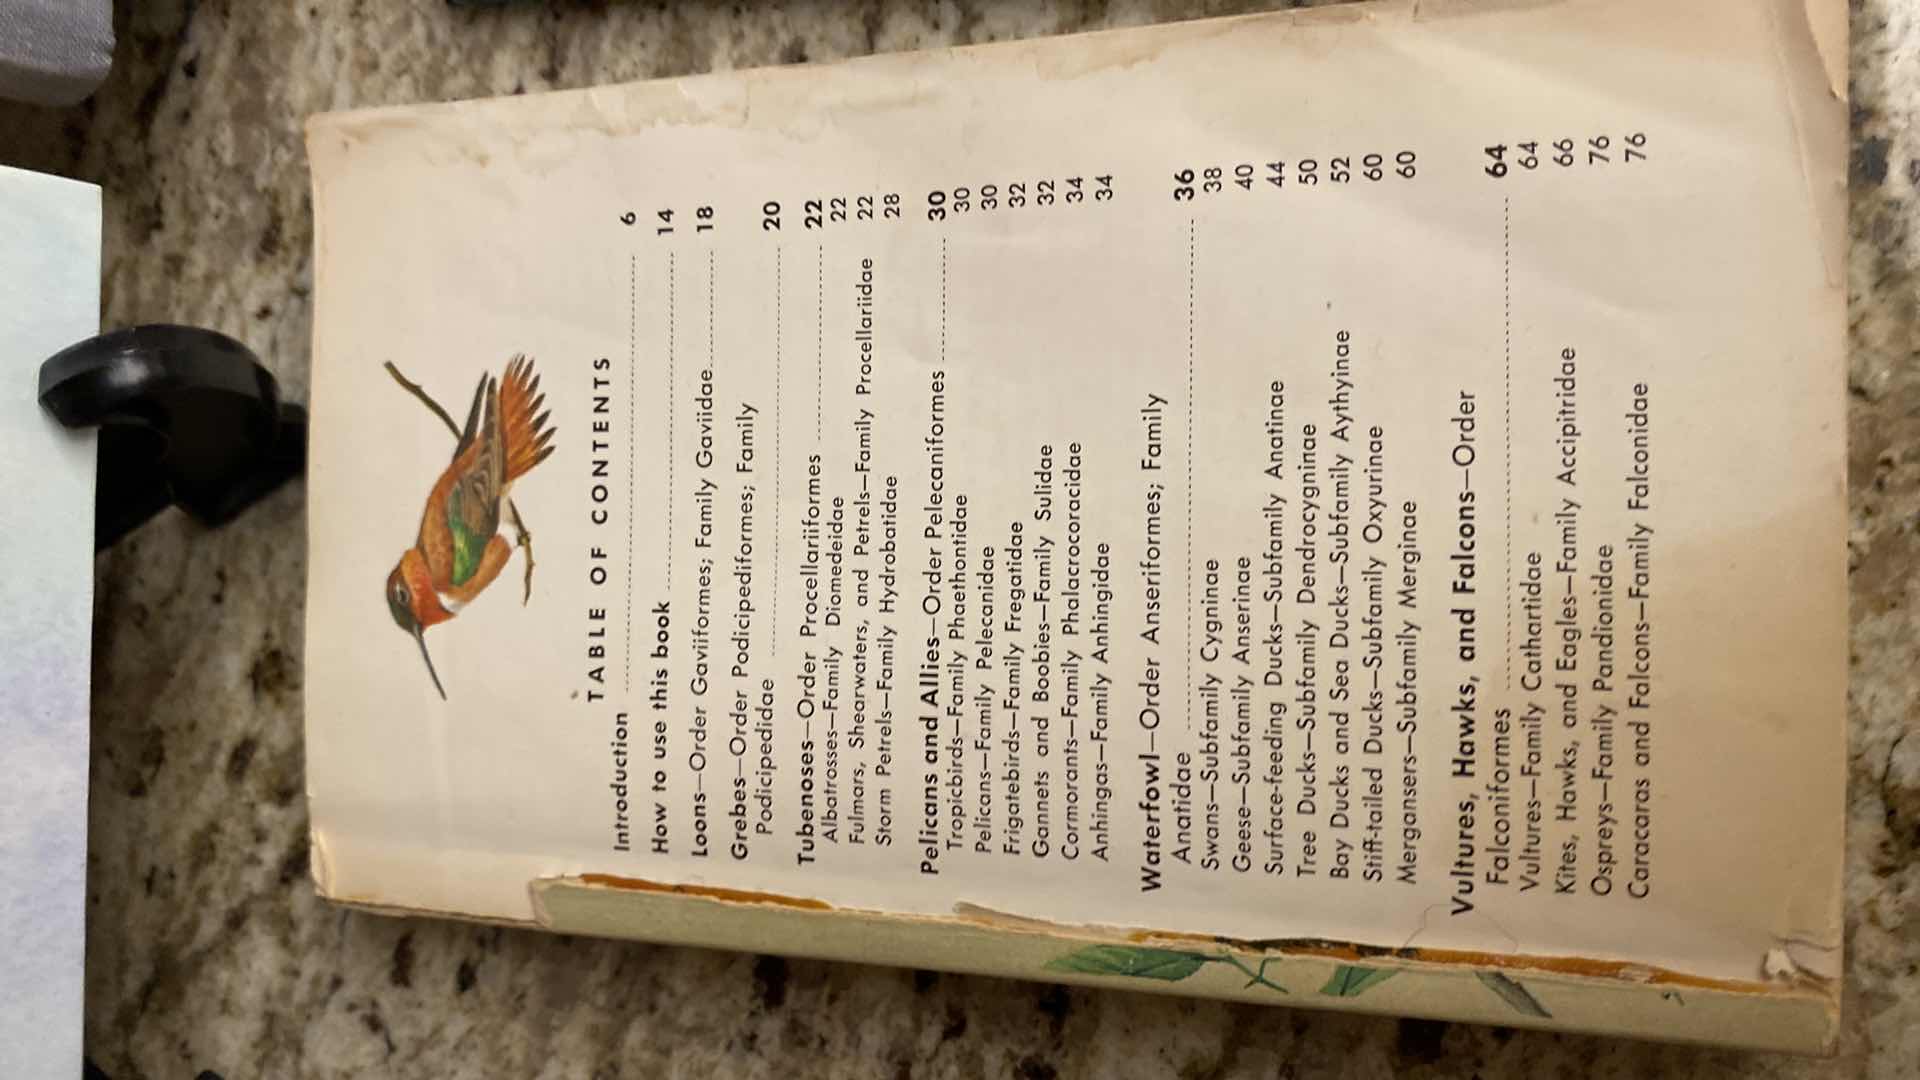 TABLE OF CONTENTS
Introduction 6
How to use this book 14
Loons—Order Gaviiformes; Family Gaviidae 18
Grebes—Order Podicipediformes; Family
Podicipedidae 20
Tubenoses—Order Procellariiformes 22
Albatrosses—Family Diomedeidae 22
Fulmars, Shearwaters, and Petrels—Family Procellariidae 22
Storm Petrels—Family Hydrobatidae 28
Pelicans and Allies—Order Pelecaniformes 30
Tropicbirds—Family Phaethontidae 30
Pelicans—Family Pelecanidae 30
Frigatebirds—Family Fregatidae 32
Gannets and Boobies—Family Sulidae 32
Cormorants—Family Phalacrocoracidae 34
Anhingas—Family Anhingidae 34
Waterfowl—Order Anseriformes; Family
Anatidae 36
Swans—Subfamily Cygninae 38
Geese—Subfamily Anserinae 40
Surface-feeding Ducks—Subfamily Anatinae 44
Tree Ducks—Subfamily Dendrocygninae 50
Bay Ducks and Sea Ducks—Subfamily Aythyinae 52
Stiff-tailed Ducks—Subfamily Oxyurinae 60
Mergansers—Subfamily Merginae 60
Vultures, Hawks, and Falcons—Order
Falconiformes 64
Vultures—Family Cathartidae 64
Kites, Hawks, and Eagles—Family Accipitridae 66
Ospreys—Family Pandionidae 76
Caracaras and Falcons—Family Falconidae 76